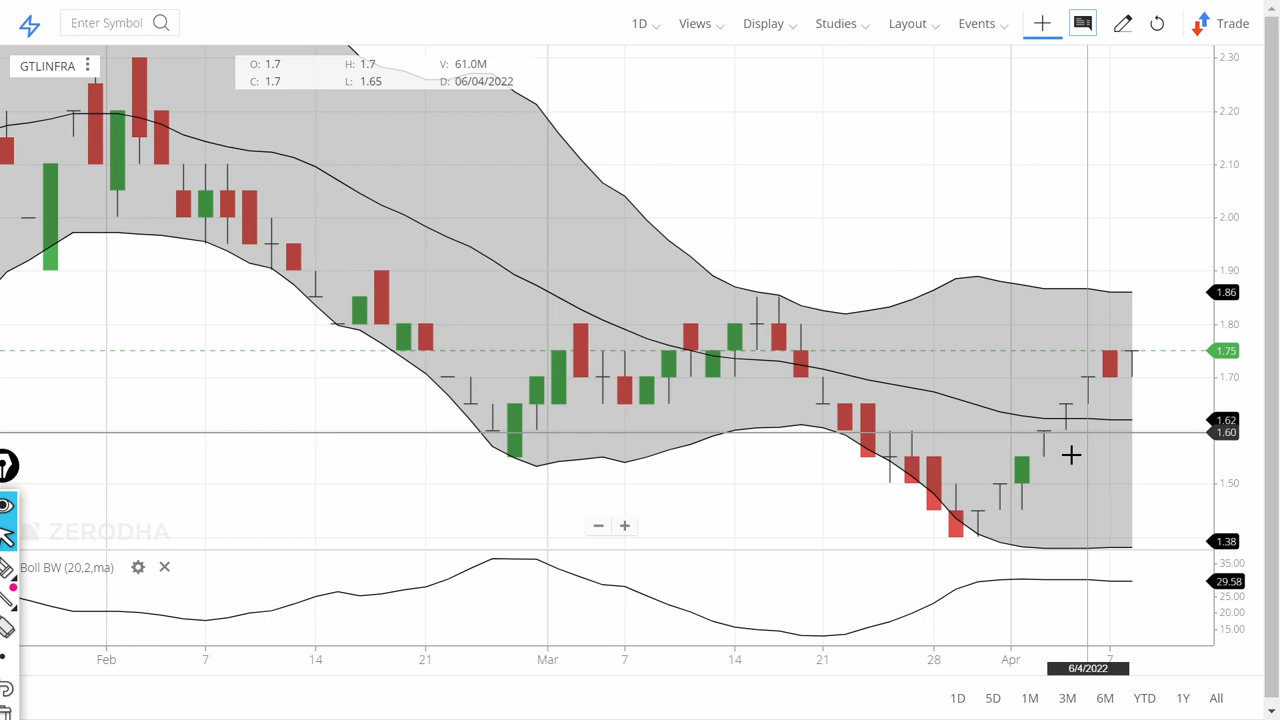 Enter Symbol 1D Views Display Studies Layout Events Trade
GTLINFRA
O: 1.7 H: 1.7 V: 61.0M
C: 1.7 L: 1.65 D: 06/04/2022
2.30
2.20
2.10
2.00
1.90
1.86
1.80
1.75
1.70
1.62
1.60
1.50
1.38
ZERODHA
Boll BW (20,2,ma)
35.00
29.58
25.00
20.00
15.00
Feb 7 14 21 Mar 7 14 21 28 Apr 7
6/4/2022
1D 5D 1M 3M 6M YTD 1Y All